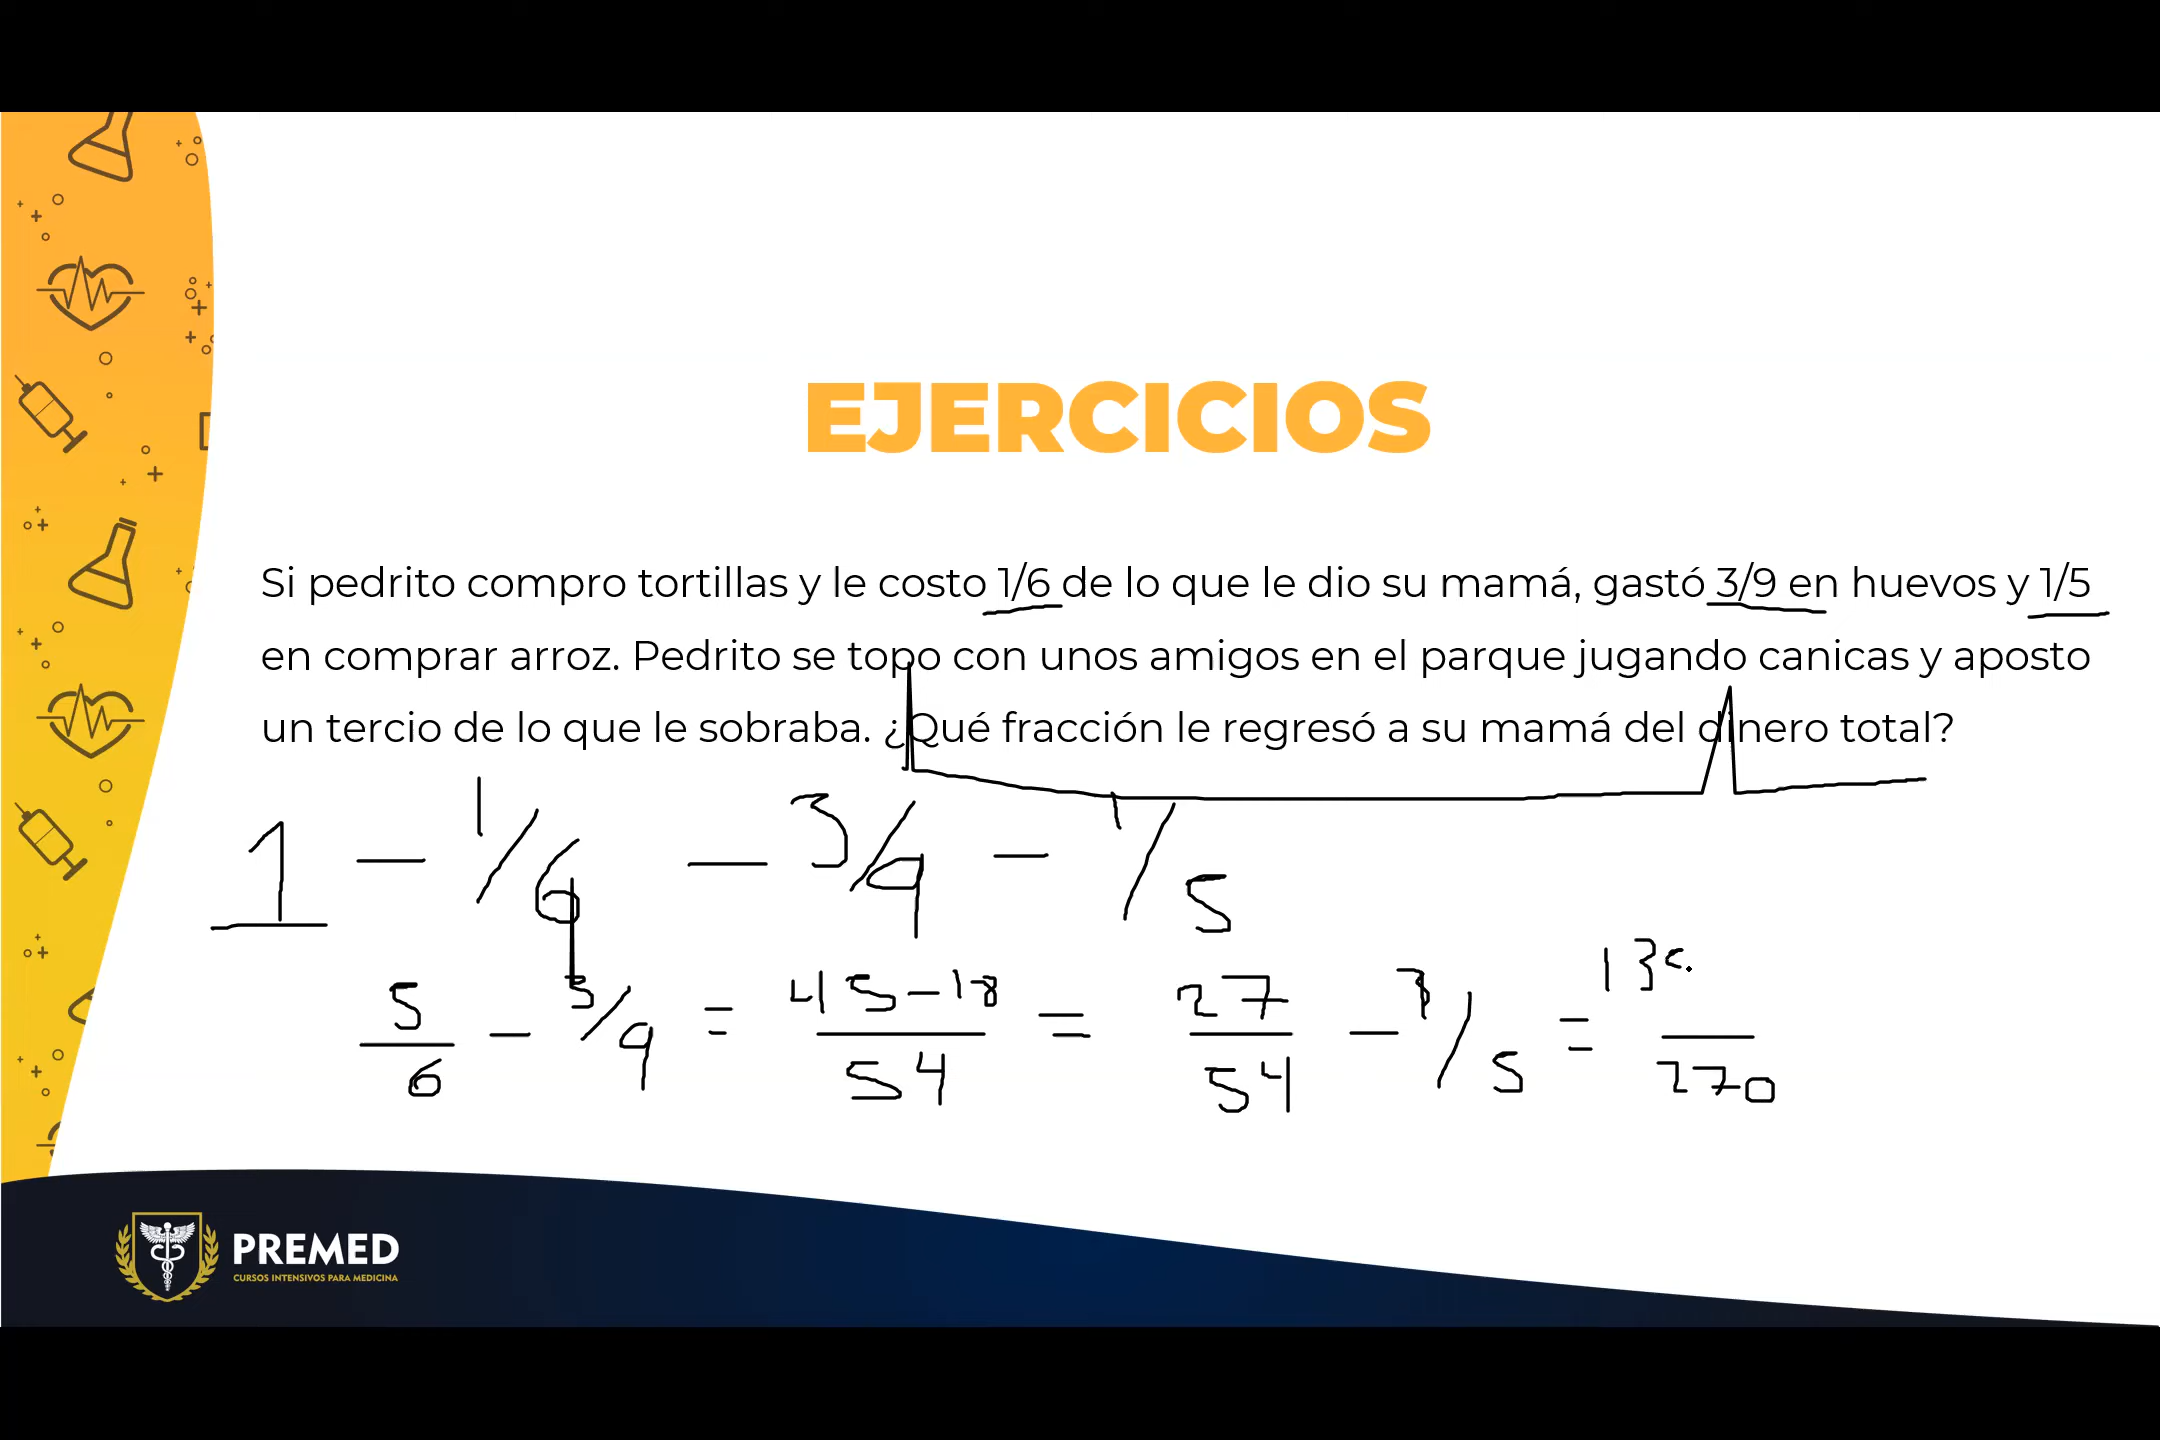 EJERCICIOS
Si pedrito compro tortillas y le costo 1/6 de lo que le dio su mamá, gastó 3/9 en huevos y 1/5
en comprar arroz. Pedrito se topo con unos amigos en el parque jugando canicas y aposto
un tercio de lo que le sobraba. ¿Qué fracción le regresó a su mamá del dinero total?
1 - 1/6 - 3/9 - 1/5
5/6 - 3/9 = 45-18/54 = 27/54 - 1/5 = 13 /270
PREMED
CURSOS INTENSIVOS PARA MEDICINA